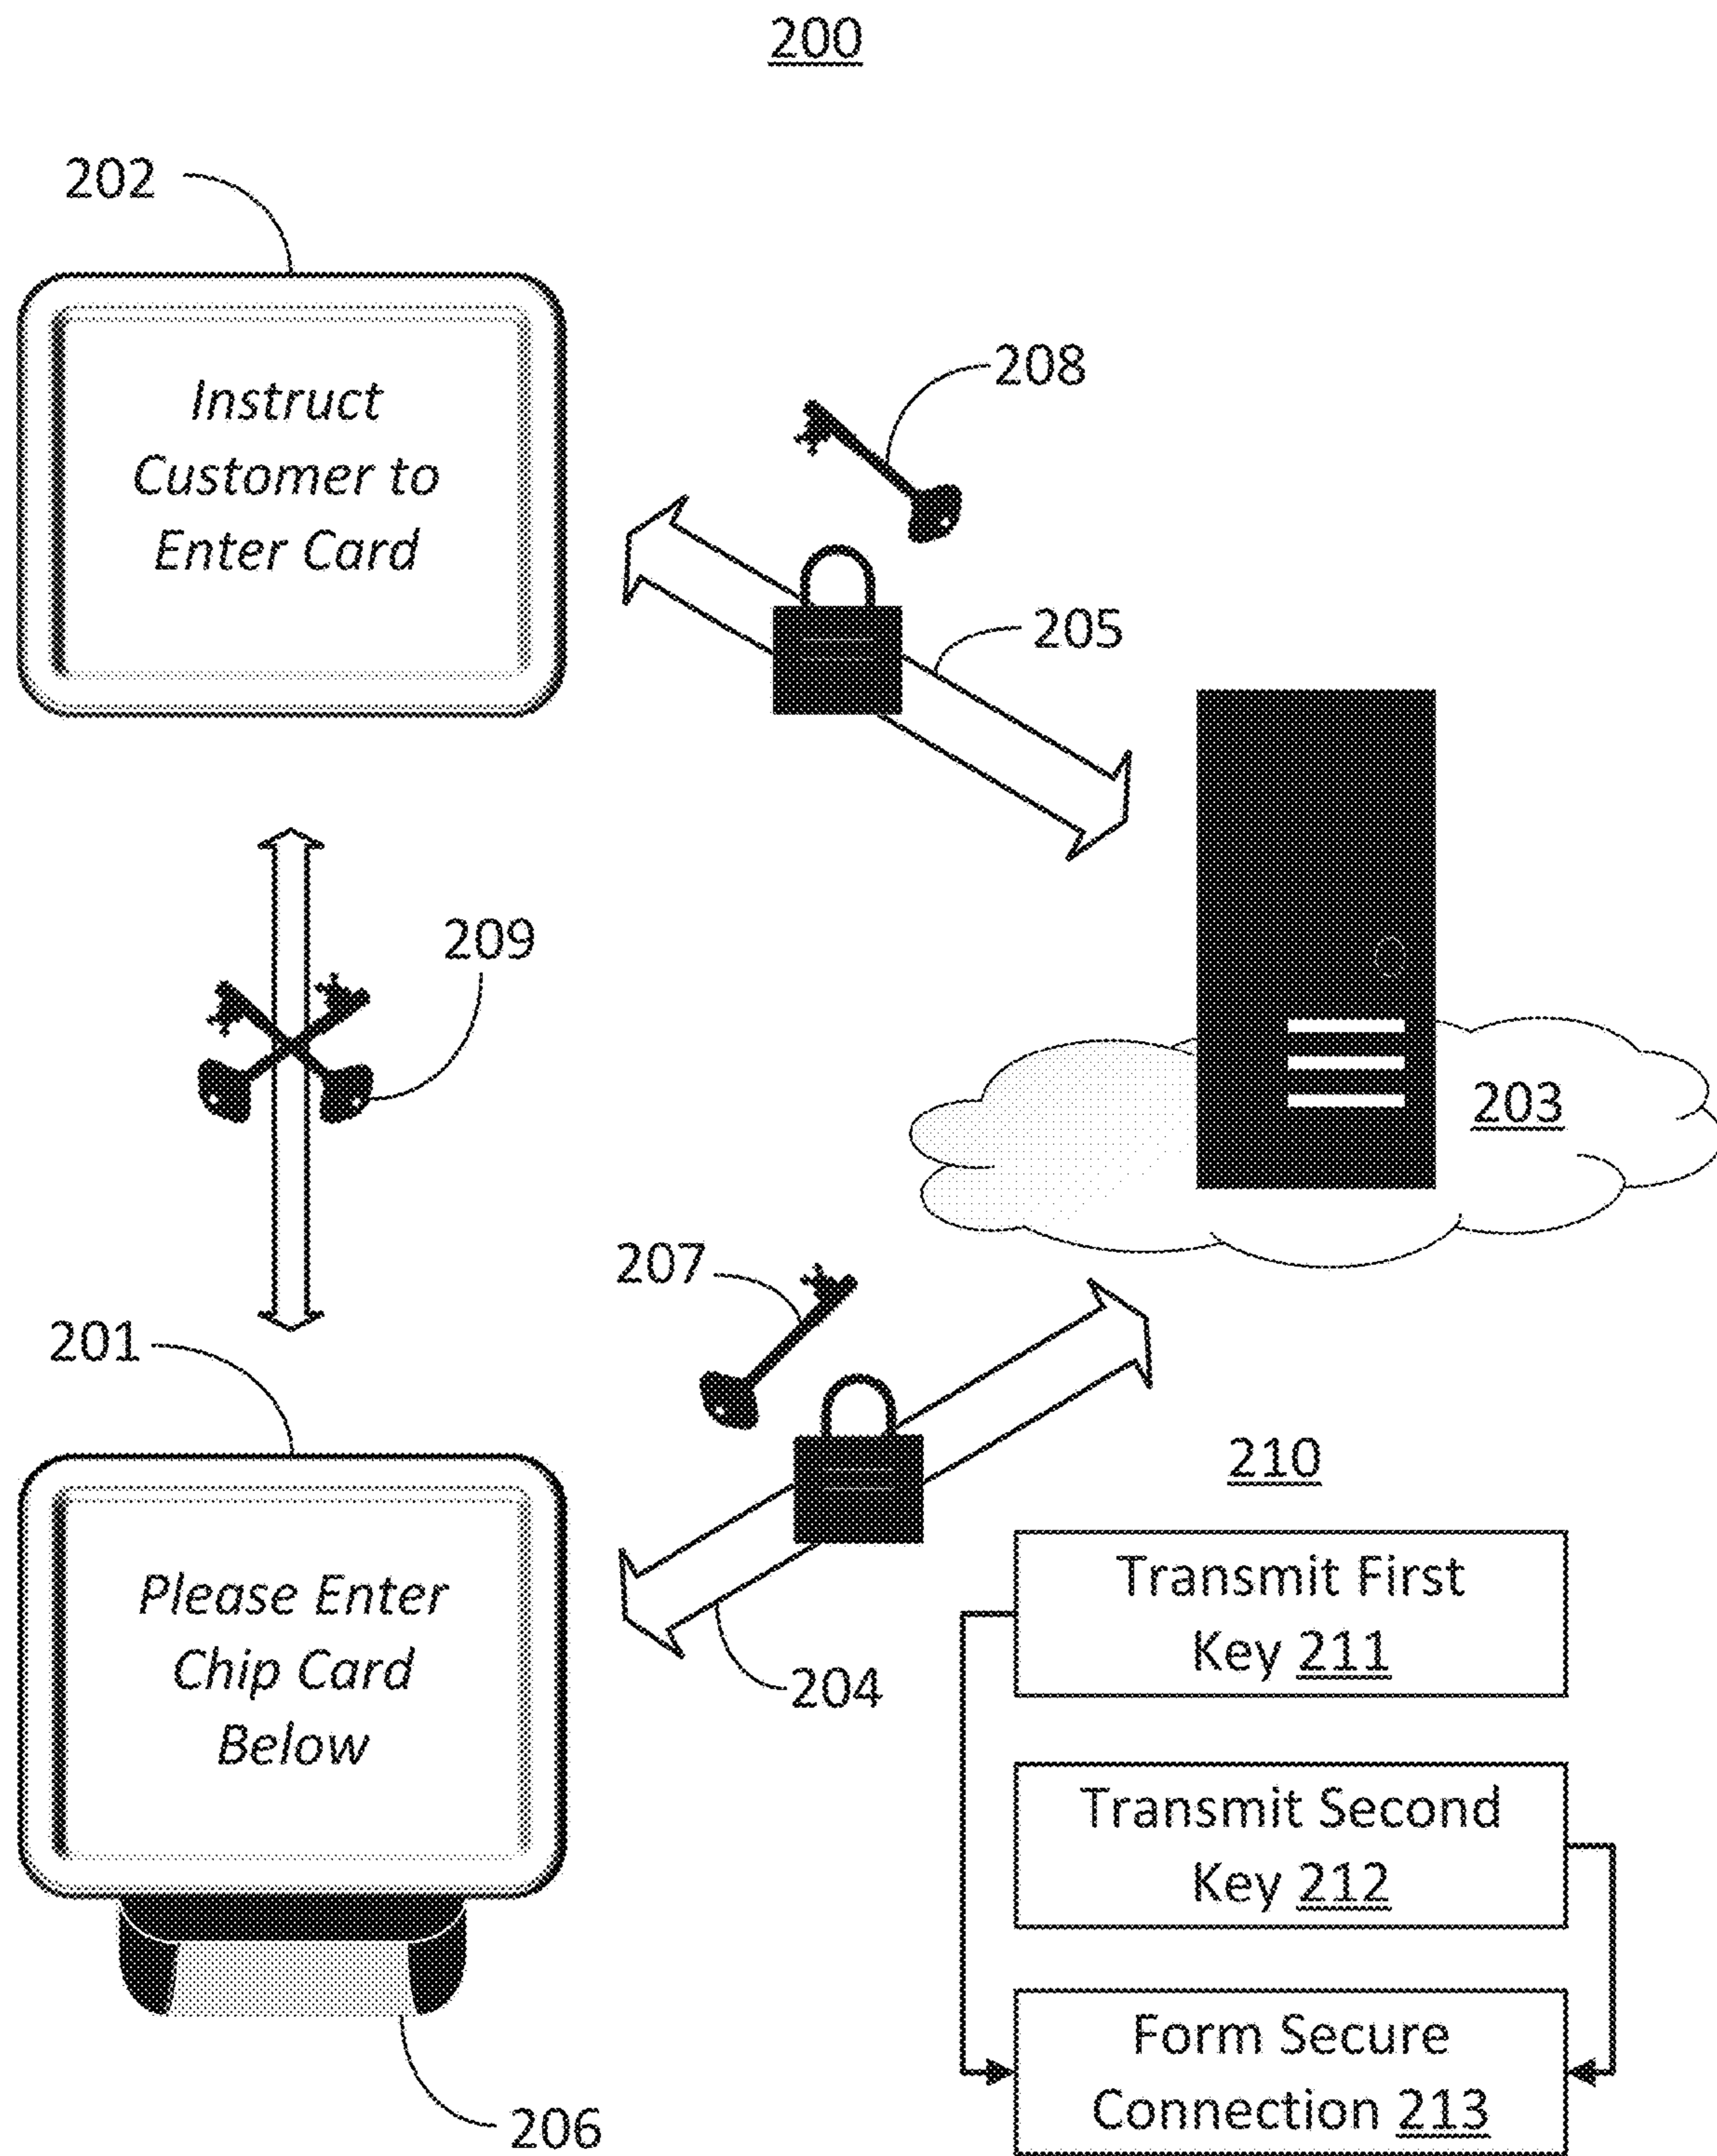 200
202
Instruct
Customer to
Enter Card
208
205
209
203
207
201
210
Please Enter
Chip Card
Below
204
Transmit First
Key 211
Transmit Second
Key 212
Form Secure
Connection 213
206